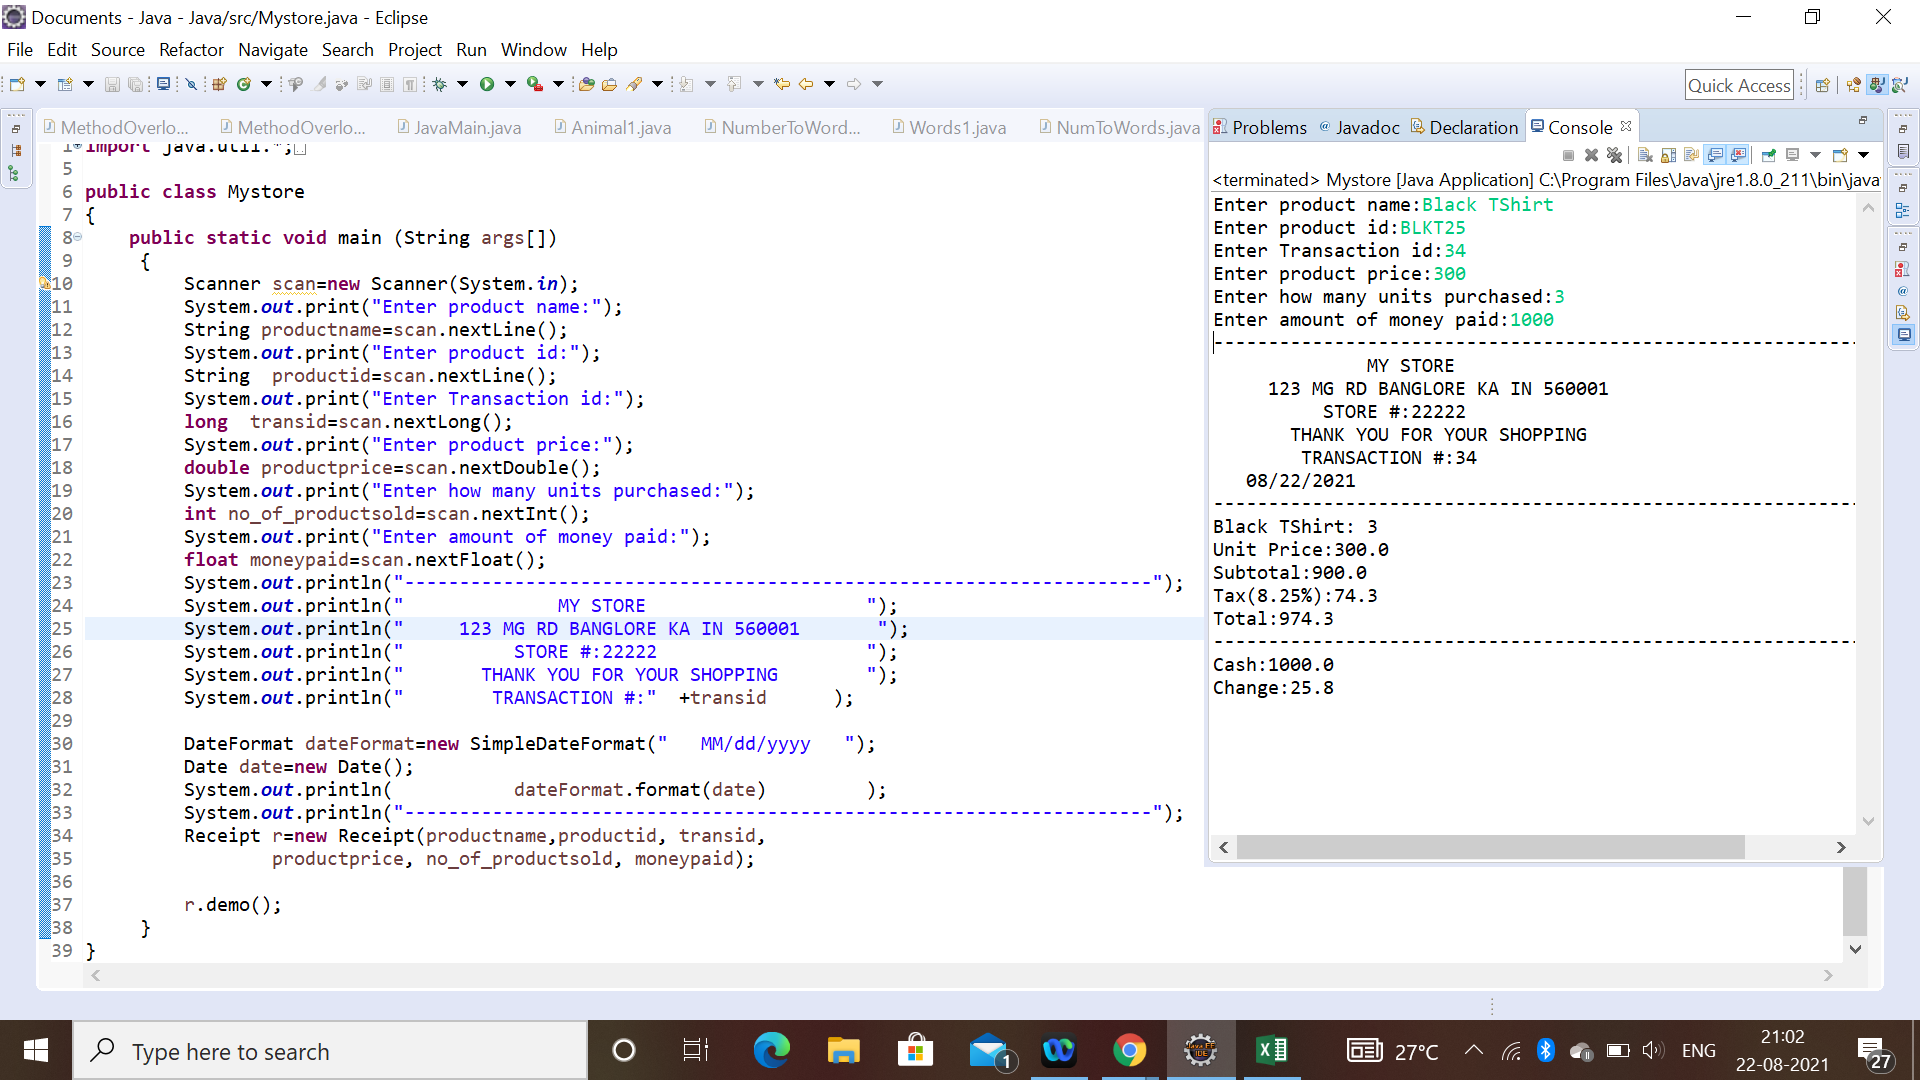 Documents - Java - Java/src/Mystore.java - Eclipse
File Edit Source Refactor Navigate Search Project Run Window Help
Quick Access
MethodOverlo... MethodOverlo... JavaMain.java Animal1.java NumberToWord... Words1.java NumToWords.java
1 import java.util.*;
5
6 public class Mystore
7 {
8 public static void main (String args[])
9 {
10 Scanner scan=new Scanner(System.in);
11 System.out.print("Enter product name:");
12 String productname=scan.nextLine();
13 System.out.print("Enter product id:");
14 String  productid=scan.nextLine();
15 System.out.print("Enter Transaction id:");
16 long  transid=scan.nextLong();
17 System.out.print("Enter product price:");
18 double productprice=scan.nextDouble();
19 System.out.print("Enter how many units purchased:");
20 int no_of_productsold=scan.nextInt();
21 System.out.print("Enter amount of money paid:");
22 float moneypaid=scan.nextFloat();
23 System.out.println("--------------------------------------------------------------------");
24 System.out.println("              MY STORE                    ");
25 System.out.println("     123 MG RD BANGLORE KA IN 560001       ");
26 System.out.println("          STORE #:22222                   ");
27 System.out.println("       THANK YOU FOR YOUR SHOPPING        ");
28 System.out.println("        TRANSACTION #:"  +transid      );
29
30 DateFormat dateFormat=new SimpleDateFormat("   MM/dd/yyyy   ");
31 Date date=new Date();
32 System.out.println(           dateFormat.format(date)         );
33 System.out.println("--------------------------------------------------------------------");
34 Receipt r=new Receipt(productname,productid, transid,
35 productprice, no_of_productsold, moneypaid);
36
37 r.demo();
38 }
39 }
Problems @ Javadoc Declaration Console
<terminated> Mystore [Java Application] C:\Program Files\Java\jre1.8.0_211\bin\java
Enter product name:Black TShirt
Enter product id:BLKT25
Enter Transaction id:34
Enter product price:300
Enter how many units purchased:3
Enter amount of money paid:1000
----------------------------------------------------------
MY STORE
123 MG RD BANGLORE KA IN 560001
STORE #:22222
THANK YOU FOR YOUR SHOPPING
TRANSACTION #:34
08/22/2021
----------------------------------------------------------
Black TShirt: 3
Unit Price:300.0
Subtotal:900.0
Tax(8.25%):74.3
Total:974.3
----------------------------------------------------------
Cash:1000.0
Change:25.8
Type here to search
1
27°C
ENG
21:02
22-08-2021
27